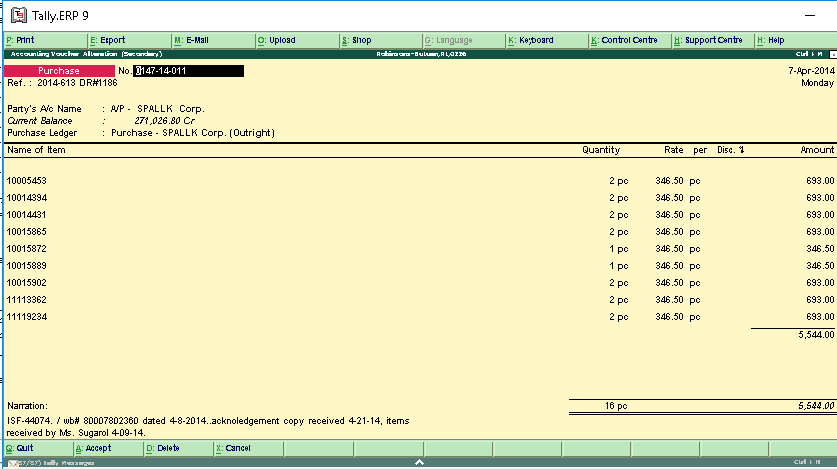 Tally.ERP 9
P: Print E: Export M: E-Mail O: Upload S: Shop G: Language K: Keyboard K: Control Centre H: Support Centre H: Help
Accounting Voucher Alteration (Secondary) Ctrl + M
Purchase No. 0147-14-011 7-Apr-2014
Ref. : 2014-613 DR#1186 Monday
Party's A/c Name : A/P - SPALLK Corp.
Current Balance : 271,026.80 Cr
Purchase Ledger : Purchase - SPALLK Corp. (Outright)
Name of Item Quantity Rate per Disc. % Amount
10005453 2 pc 346.50 pc 693.00
10014394 2 pc 346.50 pc 693.00
10014431 2 pc 346.50 pc 693.00
10015865 2 pc 346.50 pc 693.00
10015872 1 pc 346.50 pc 346.50
10015889 1 pc 346.50 pc 346.50
10015902 2 pc 346.50 pc 693.00
11113362 2 pc 346.50 pc 693.00
11119234 2 pc 346.50 pc 693.00
5,544.00
Narration: 16 pc 5,544.00
ISF-44074. / wb# 80007802360 dated 4-8-2014..acknoledgement copy received 4-21-14, items
received by Ms. Sugarol 4-09-14.
Q: Quit A: Accept D: Delete X: Cancel
Tally Messages Ctrl + N